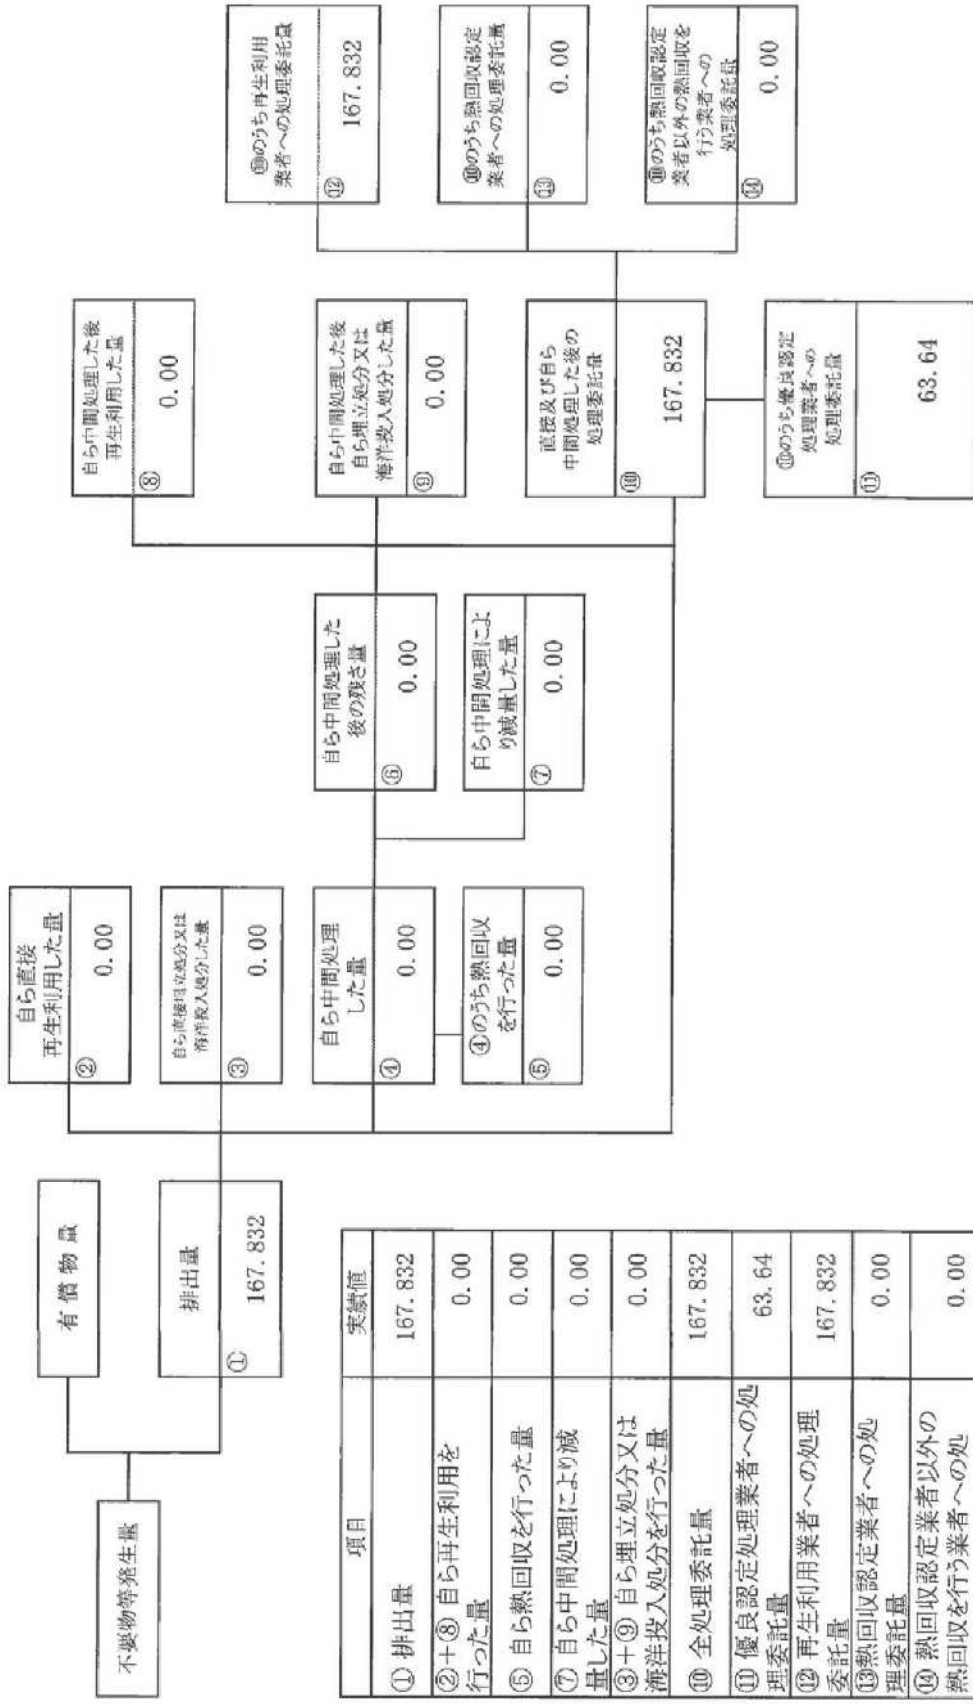 不要物等発生量
有償物量
排出量
① 167.832
自ら直接
再生利用した量
② 0.00
自ら直接埋立処分又は
海洋投入処分した量
③ 0.00
自ら中間処理
した量
④ 0.00
④のうち熱回収
を行った量
⑤ 0.00
自ら中間処理した
後の残さ量
⑥ 0.00
自ら中間処理によ
り減量した量
⑦ 0.00
自ら中間処理した後
再生利用した量
⑧ 0.00
自ら中間処理した後
自ら埋立処分又は
海洋投入処分した量
⑨ 0.00
直接及び自ら
中間処理した後の
処理委託量
⑩ 167.832
⑩のうち優良認定
処理業者への
処理委託量
⑪ 63.64
⑩のうち再生利用
業者への処理委託量
⑫ 167.832
⑩のうち熱回収認定
業者への処理委託量
⑬ 0.00
⑩のうち熱回収認定
業者以外の熱回収を
行う業者への
処理委託量
⑭ 0.00
項目 実績値
① 排出量 167.832
②+⑧ 自ら再生利用を
行った量 0.00
⑤ 自ら熱回収を行った量 0.00
⑦ 自ら中間処理により減
量した量 0.00
③+⑨ 自ら埋立処分又は
海洋投入処分を行った量 0.00
⑩ 全処理委託量 167.832
⑪ 優良認定処理業者への処
理委託量 63.64
⑫ 再生利用業者への処理
委託量 167.832
⑬熱回収認定業者への処
理委託量 0.00
⑭ 熱回収認定業者以外の
熱回収を行う業者への処 0.00